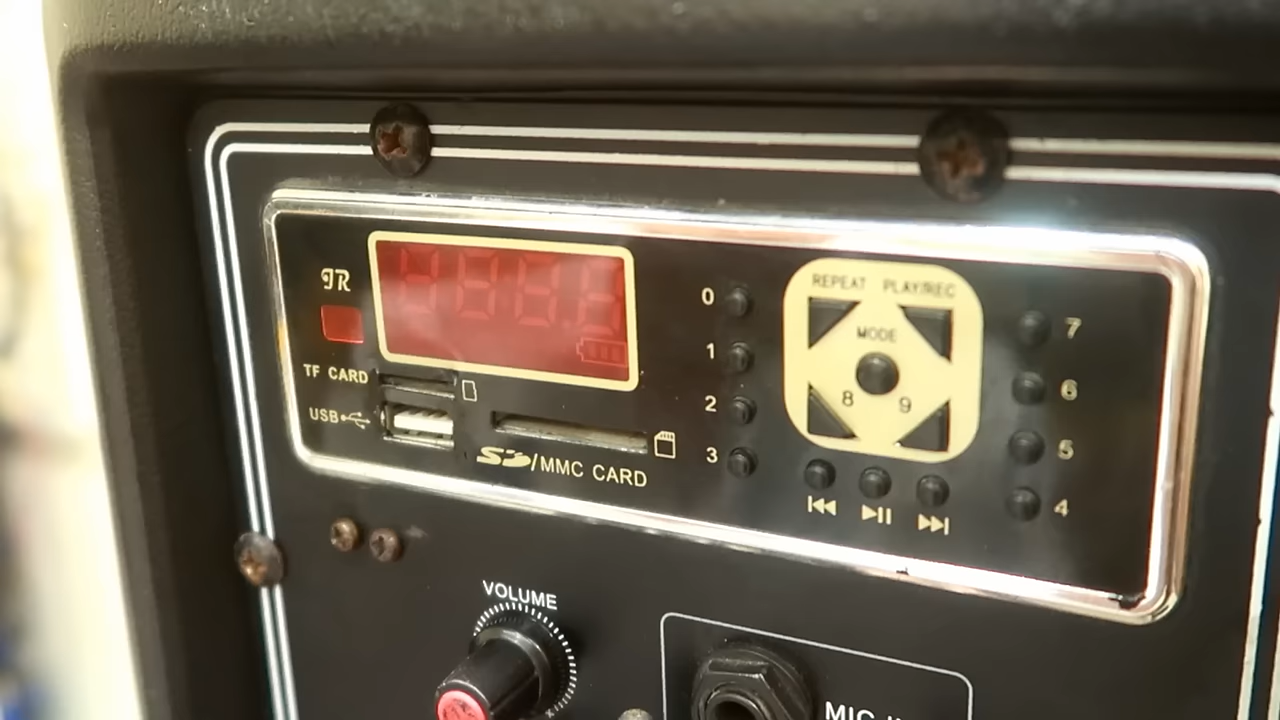 IR
TF CARD
USB
SD/MMC CARD
0
1
2
3
REPEAT PLAY/REC
MODE
8 9
7
6
5
4
VOLUME
MIC